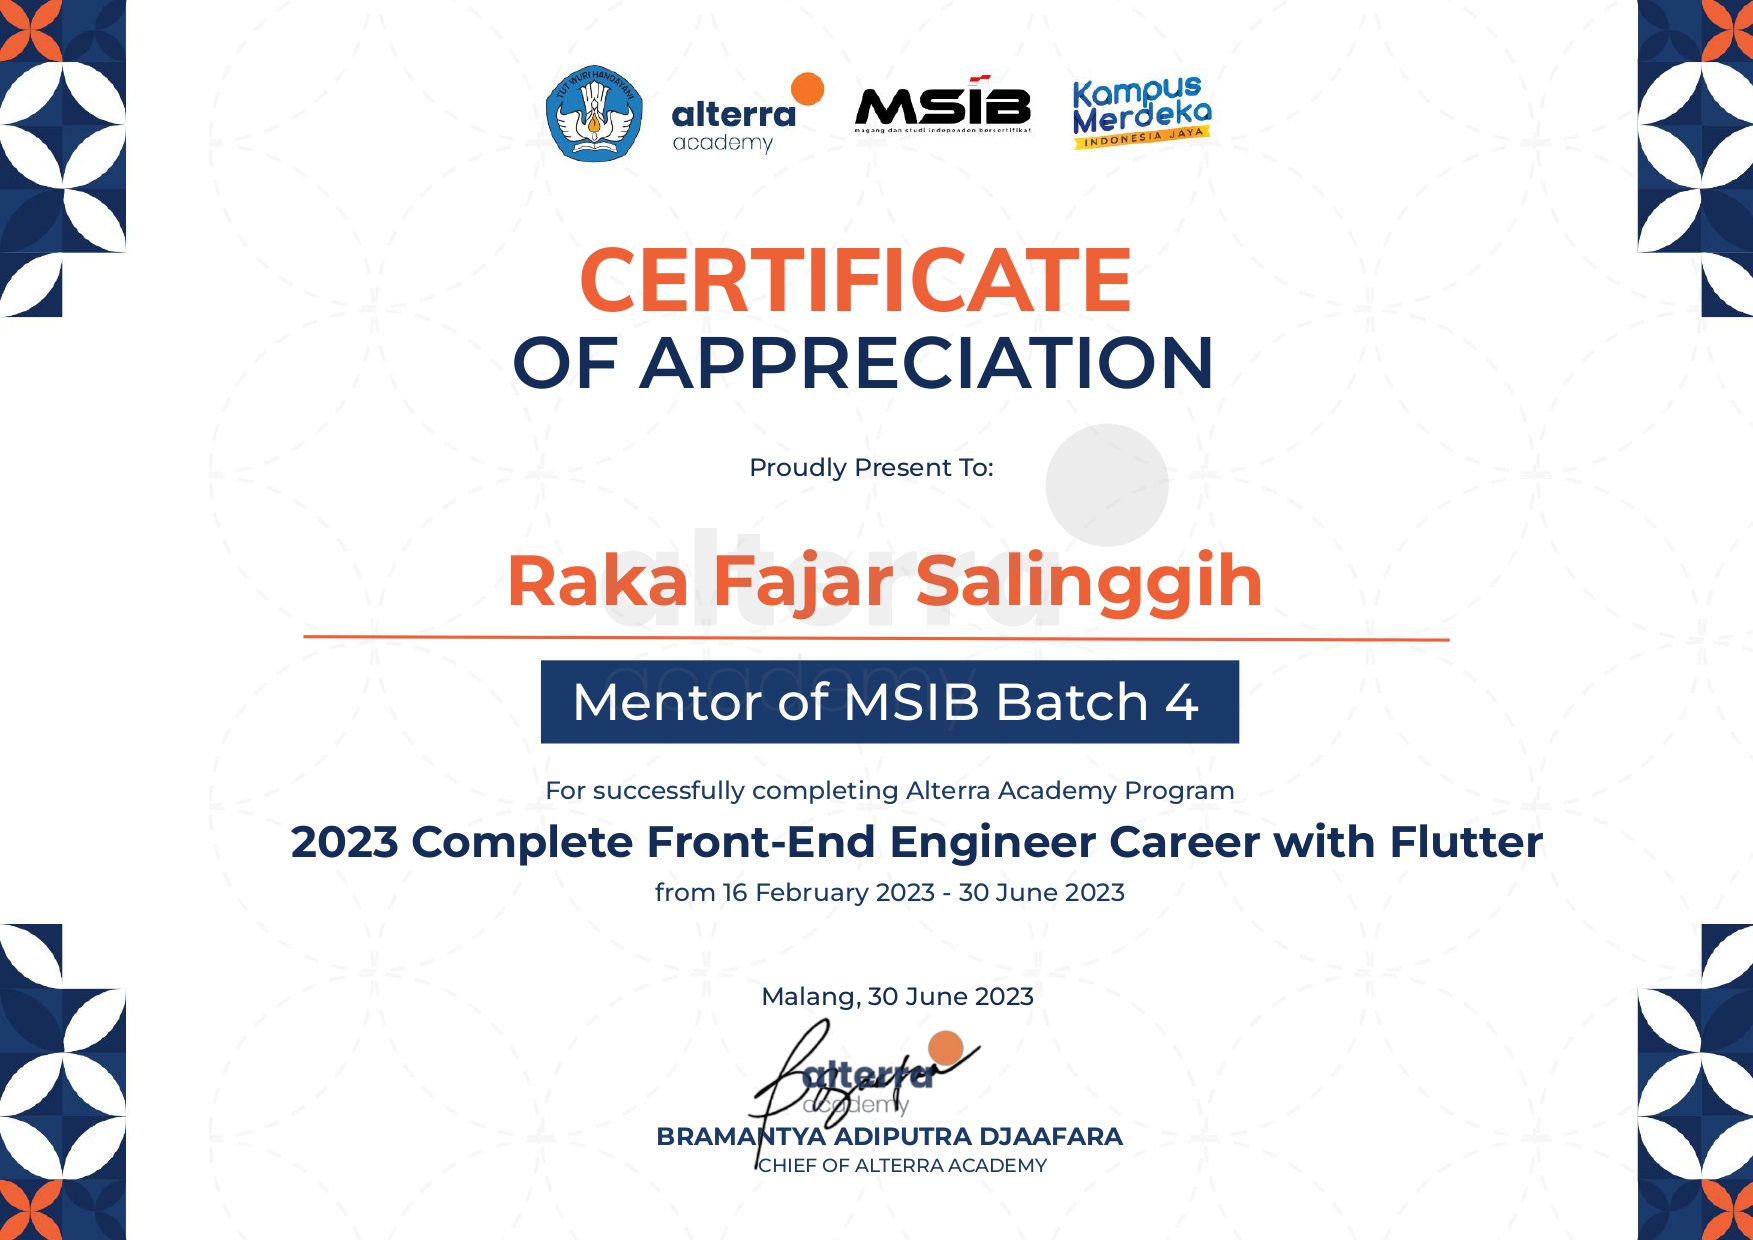 TUT WURI HANDAYANI
alterra
academy
MSIB
magang dan studi independen bersertifikat
Kampus
Merdeka
INDONESIA JAYA
CERTIFICATE
OF APPRECIATION
Proudly Present To:
alterra
Raka Fajar Salinggih
academy
Mentor of MSIB Batch 4
For successfully completing Alterra Academy Program
2023 Complete Front-End Engineer Career with Flutter
from 16 February 2023 - 30 June 2023
Malang, 30 June 2023
alterra
academy
BRAMANTYA ADIPUTRA DJAAFARA
CHIEF OF ALTERRA ACADEMY